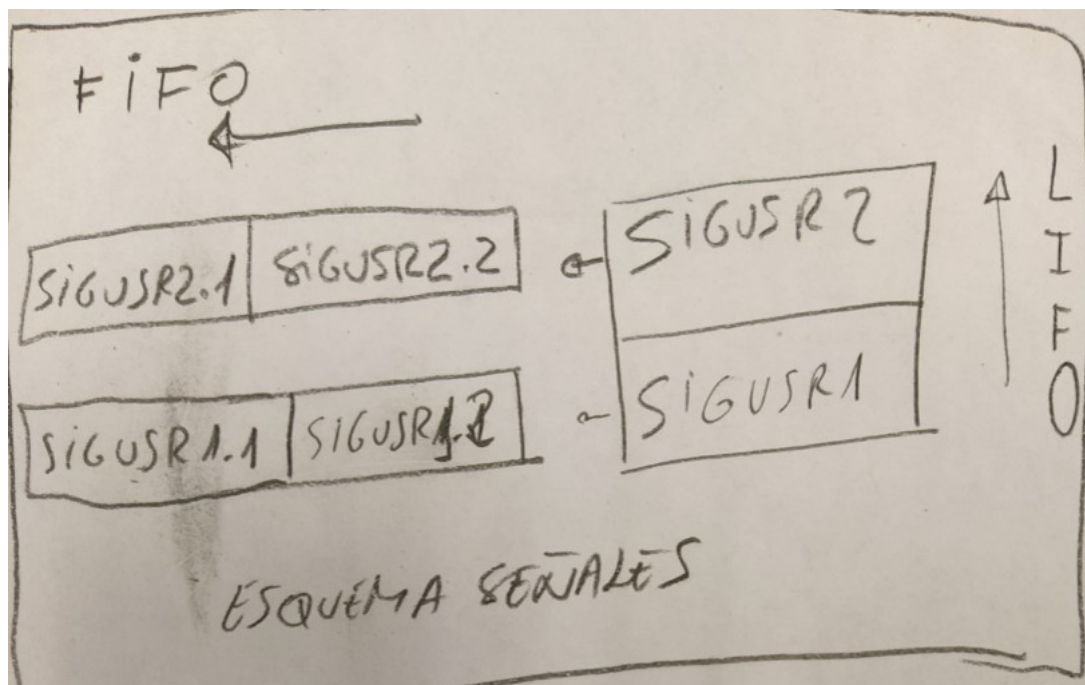 FiFO
LIFO
SiGUSR2.1 SiGUSR2.2
SiGUSR2
SiGUSR1.1 SIGUSR1.2
SiGUSR1
ESQUEMA SEÑALES